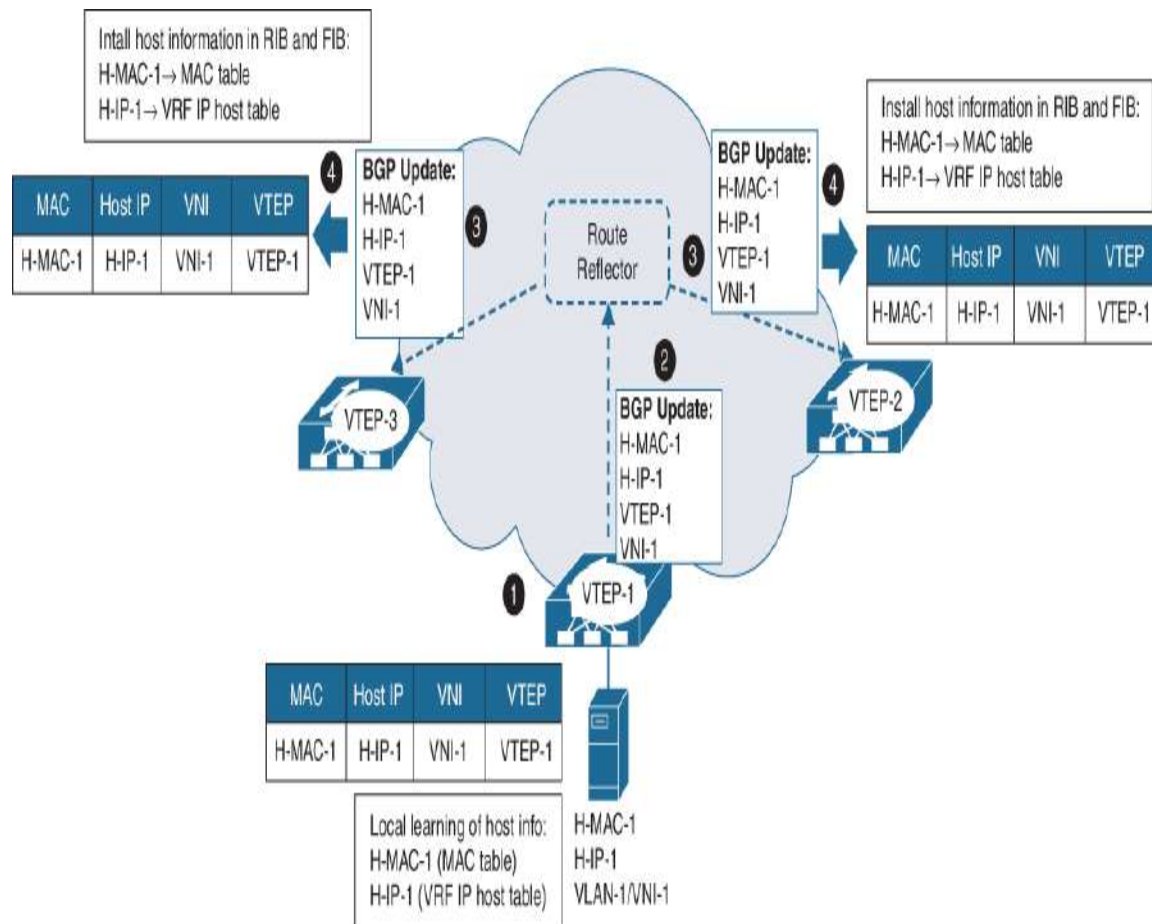 Intall host information in RIB and FIB:
H-MAC-1→ MAC table
H-IP-1→ VRF IP host table
Install host information in RIB and FIB:
H-MAC-1→ MAC table
H-IP-1→ VRF IP host table
4
BGP Update:
H-MAC-1
H-IP-1
VTEP-1
VNI-1
3
MAC Host IP VNI VTEP
H-MAC-1 H-IP-1 VNI-1 VTEP-1
Route
Reflector
3
BGP Update:
H-MAC-1
H-IP-1
VTEP-1
VNI-1
4
MAC Host IP VNI VTEP
H-MAC-1 H-IP-1 VNI-1 VTEP-1
VTEP-3
2
BGP Update:
H-MAC-1
H-IP-1
VTEP-1
VNI-1
VTEP-2
1
VTEP-1
MAC Host IP VNI VTEP
H-MAC-1 H-IP-1 VNI-1 VTEP-1
Local learning of host info:
H-MAC-1 (MAC table)
H-IP-1 (VRF IP host table)
H-MAC-1
H-IP-1
VLAN-1/VNI-1